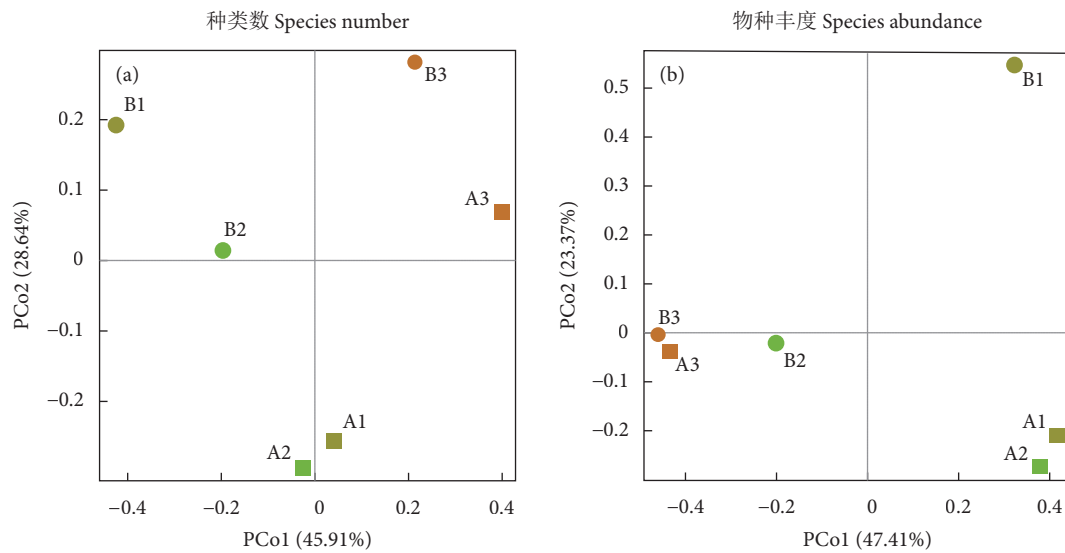 种类数 Species number
(a)
B3
B1
A3
B2
A1
A2
0.2
0.1
0
−0.1
−0.2
PCo2 (28.64%)
−0.4
−0.2
0
0.2
0.4
PCo1 (45.91%)
物种丰度 Species abundance
(b)
B1
B3
A3
B2
A1
A2
0.5
0.4
0.3
0.2
0.1
0
−0.1
−0.2
PCo2 (23.37%)
−0.4
−0.2
0
0.2
0.4
PCo1 (47.41%)